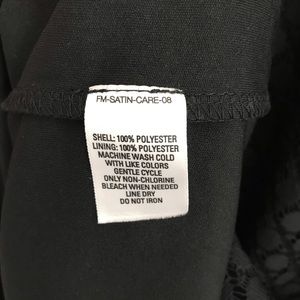 FM-SATIN-CARE-08
SHELL: 100% POLYESTER
LINING: 100% POLYESTER
MACHINE WASH COLD
WITH LIKE COLORS
GENTLE CYCLE
ONLY NON-CHLORINE
BLEACH WHEN NEEDED
LINE DRY
DO NOT IRON